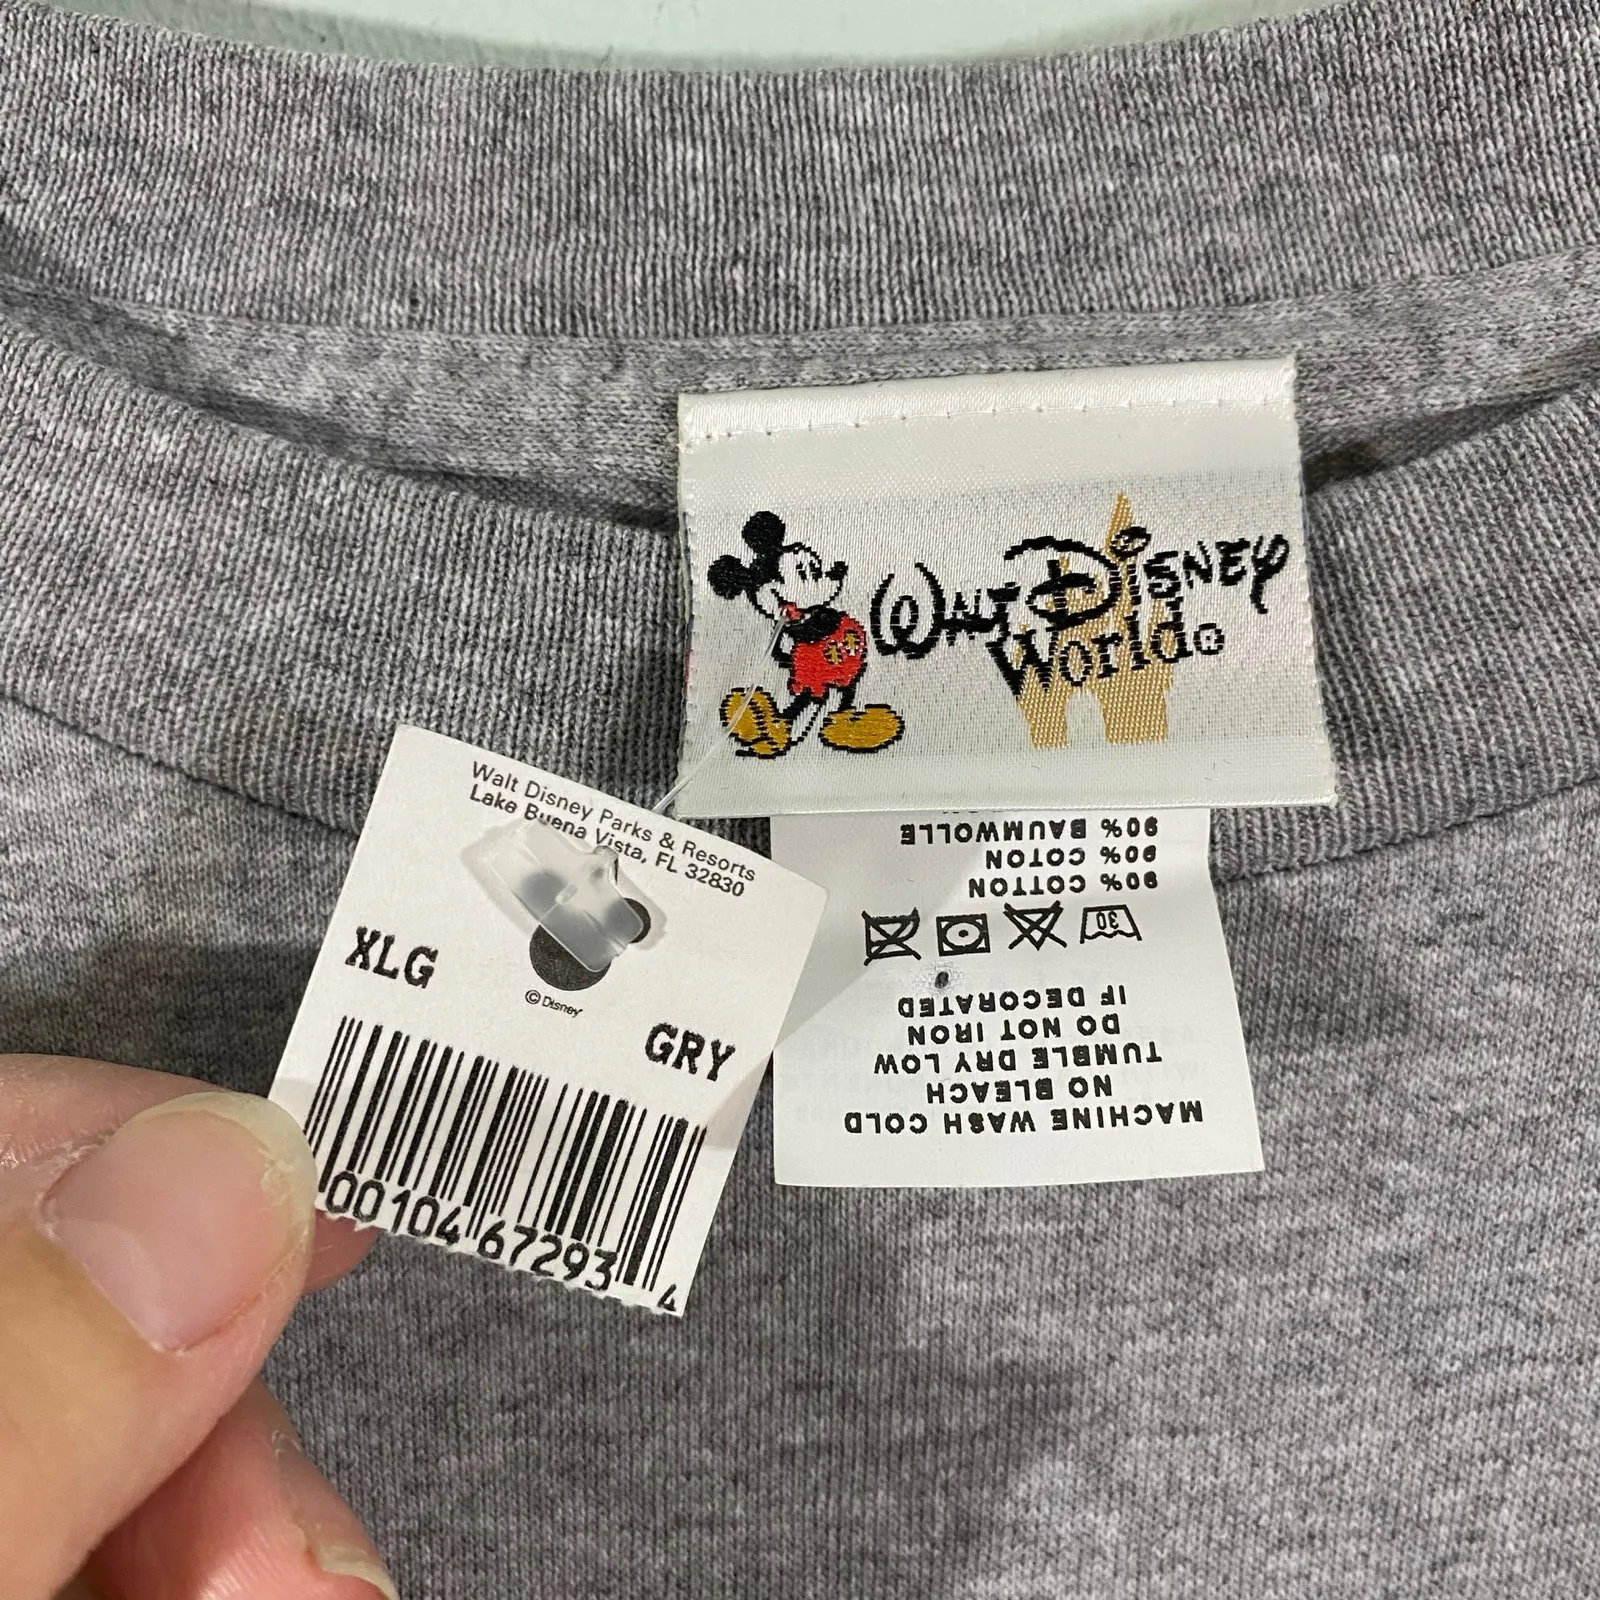 WALT DISNEY
World®
Walt Disney Parks & Resorts
Lake Buena Vista, FL 32830
XLG
© Disney
GRY
00104 67293 4
MACHINE WASH COLD
NO BLEACH
TUMBLE DRY LOW
DO NOT IRON
IF DECORATED
30
90% COTTON
90% COTON
90% BAUMWOLLE